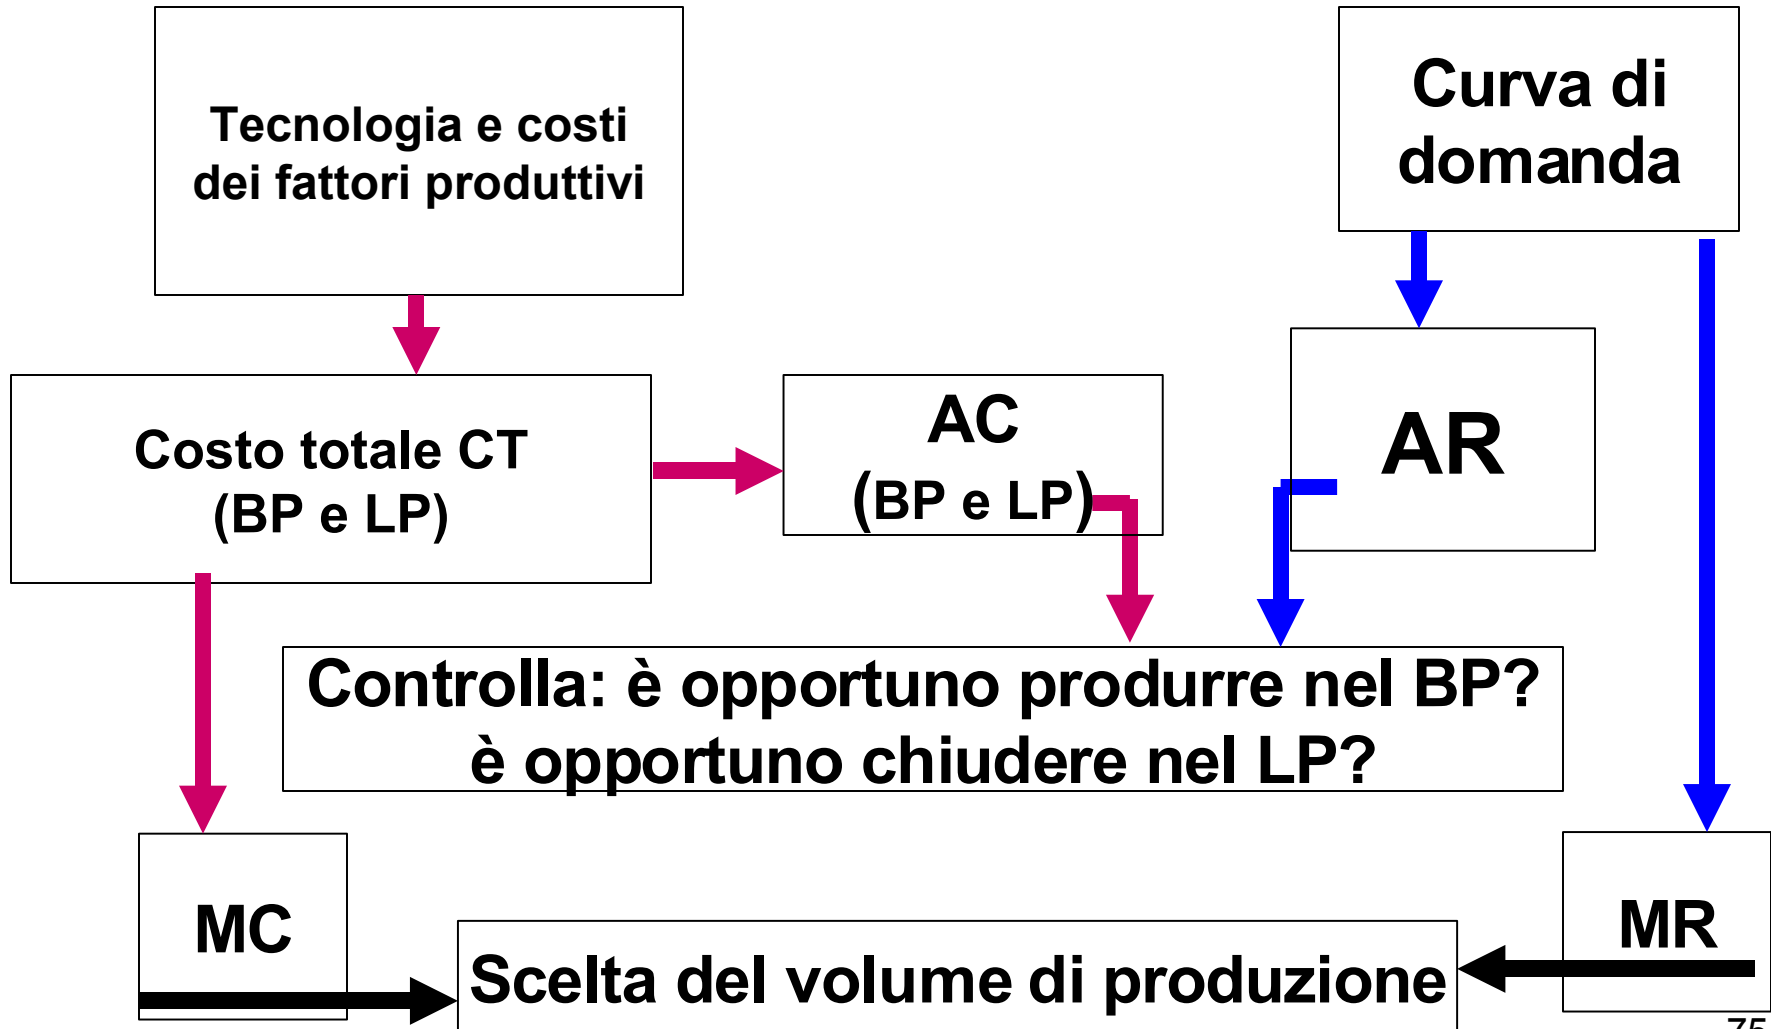 Tecnologia e costi
dei fattori produttivi
Curva di
domanda
Costo totale CT
(BP e LP)
AC
(BP e LP)
AR
Controlla: è opportuno produrre nel BP?
è opportuno chiudere nel LP?
MC
MR
Scelta del volume di produzione
75